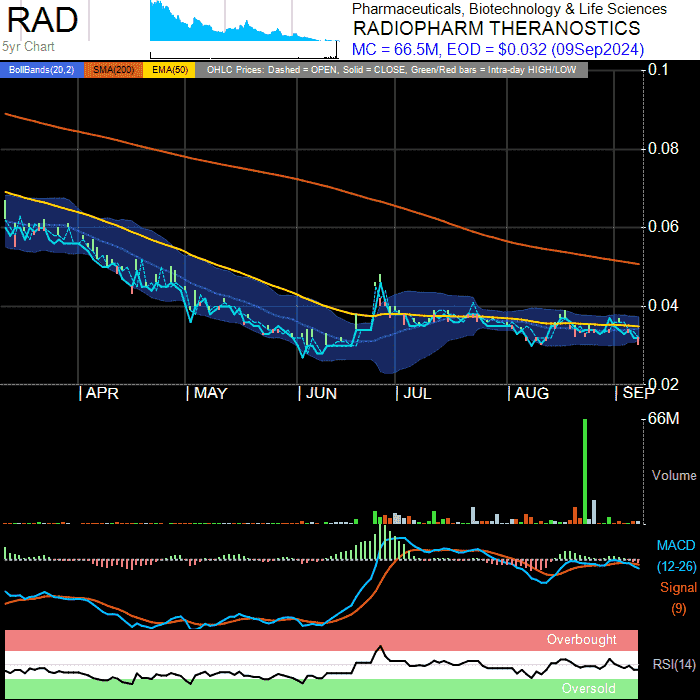 RAD
5yr Chart
Pharmaceuticals, Biotechnology & Life Sciences
RADIOPHARM THERANOSTICS
MC = 66.5M, EOD = $0.032 (09Sep2024)
BollBands(20,2) SMA(200) EMA(50) OHLC Prices: Dashed = OPEN, Solid = CLOSE, Green/Red bars = Intra-day HIGH/LOW
0.1
0.08
0.06
0.04
0.02
APR MAY JUN JUL AUG SEP
66M
Volume
MACD
(12-26)
Signal
(9)
Overbought
RSI(14)
Oversold